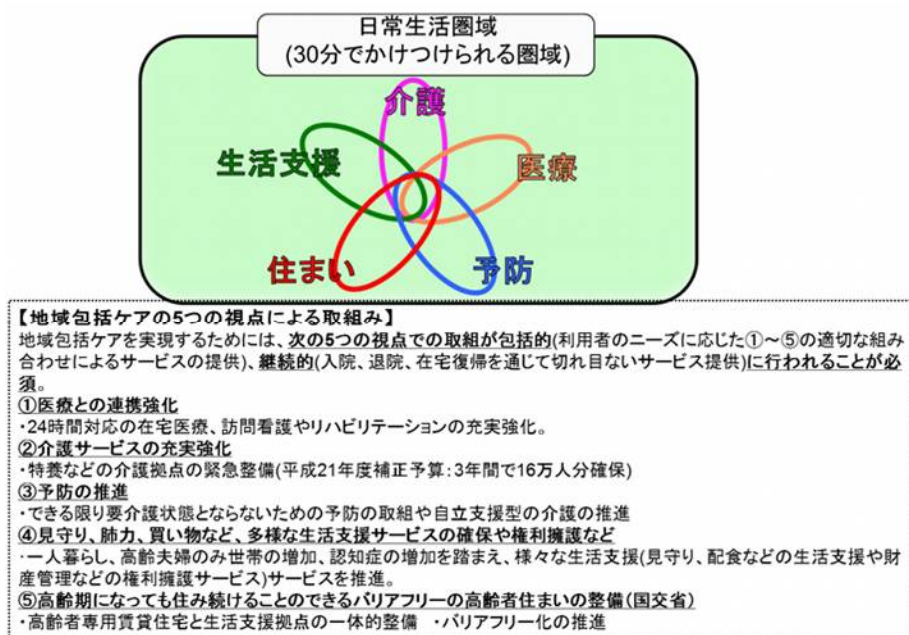 日常生活圏域
(30分でかけつけられる圏域)
介護
生活支援
医療
住まい
予防
【地域包括ケアの5つの視点による取組み】
地域包括ケアを実現するためには、次の5つの視点での取組が包括的(利用者のニーズに応じた①～⑤の適切な組み
合わせによるサービスの提供)、継続的(入院、退院、在宅復帰を通じて切れ目ないサービス提供)に行われることが必
須。
①医療との連携強化
・24時間対応の在宅医療、訪問看護やリハビリテーションの充実強化。
②介護サービスの充実強化
・特養などの介護拠点の緊急整備(平成21年度補正予算:3年間で16万人分確保)
③予防の推進
・できる限り要介護状態とならないための予防の取組や自立支援型の介護の推進
④見守り、肺力、買い物など、多様な生活支援サービスの確保や権利擁護など
・一人暮らし、高齢夫婦のみ世帯の増加、認知症の増加を踏まえ、様々な生活支援(見守り、配食などの生活支援や財
産管理などの権利擁護サービス)サービスを推進。
⑤高齢期になっても住み続けることのできるバリアフリーの高齢者住まいの整備(国交省)
・高齢者専用賃貸住宅と生活支援拠点の一体的整備 ・バリアフリー化の推進